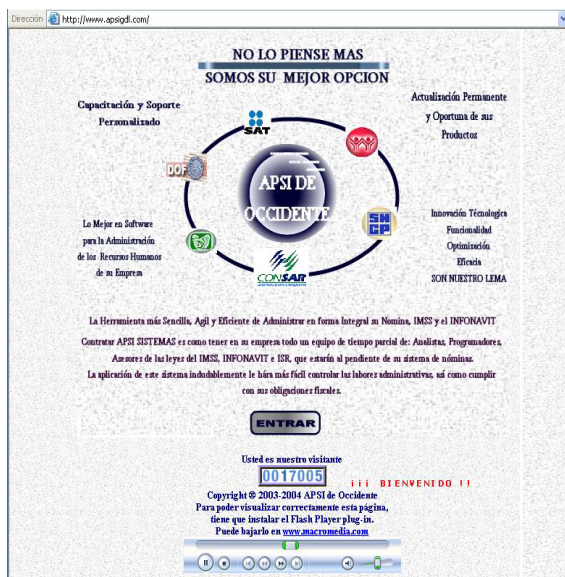 Dirección http://www.apsigdl.com/
NO LO PIENSE MAS
SOMOS SU MEJOR OPCION
Capacitación y Soporte
Personalizado
Actualización Permanente
y Oportuna de sus
Productos
SAT
DOF
APSI DE
OCCIDENTE
SHCP
CONSAR
Lo Mejor en Software
para la Administración
de los Recursos Humanos
de su Empresa
Innovación Técnologica
Funcionalidad
Optimización
Eficacia
SON NUESTRO LEMA
La Herramienta más Sencilla, Agil y Eficiente de Administrar en forma Integral su Nomina, IMSS y el INFONAVIT
Contratar APSI SISTEMAS es como tener en su empresa todo un equipo de tiempo parcial de: Analistas, Programadores,
Asesores de las leyes del IMSS, INFONAVIT e ISR, que estarán al pendiente de su sistema de nóminas.
La aplicación de este sistema indudablemente le hára más fácil controlar las labores administrativas, así como cumplir
con sus obligaciones fiscales.
ENTRAR
Usted es nuestro visitante
0017005
¡¡¡ BIENVENIDO !!
Copyright ® 2003-2004 APSI de Occidente
Para poder visualizar correctamente esta página,
tiene que instalar el Flash Player plug-in.
Puede bajarlo en www.macromedia.com